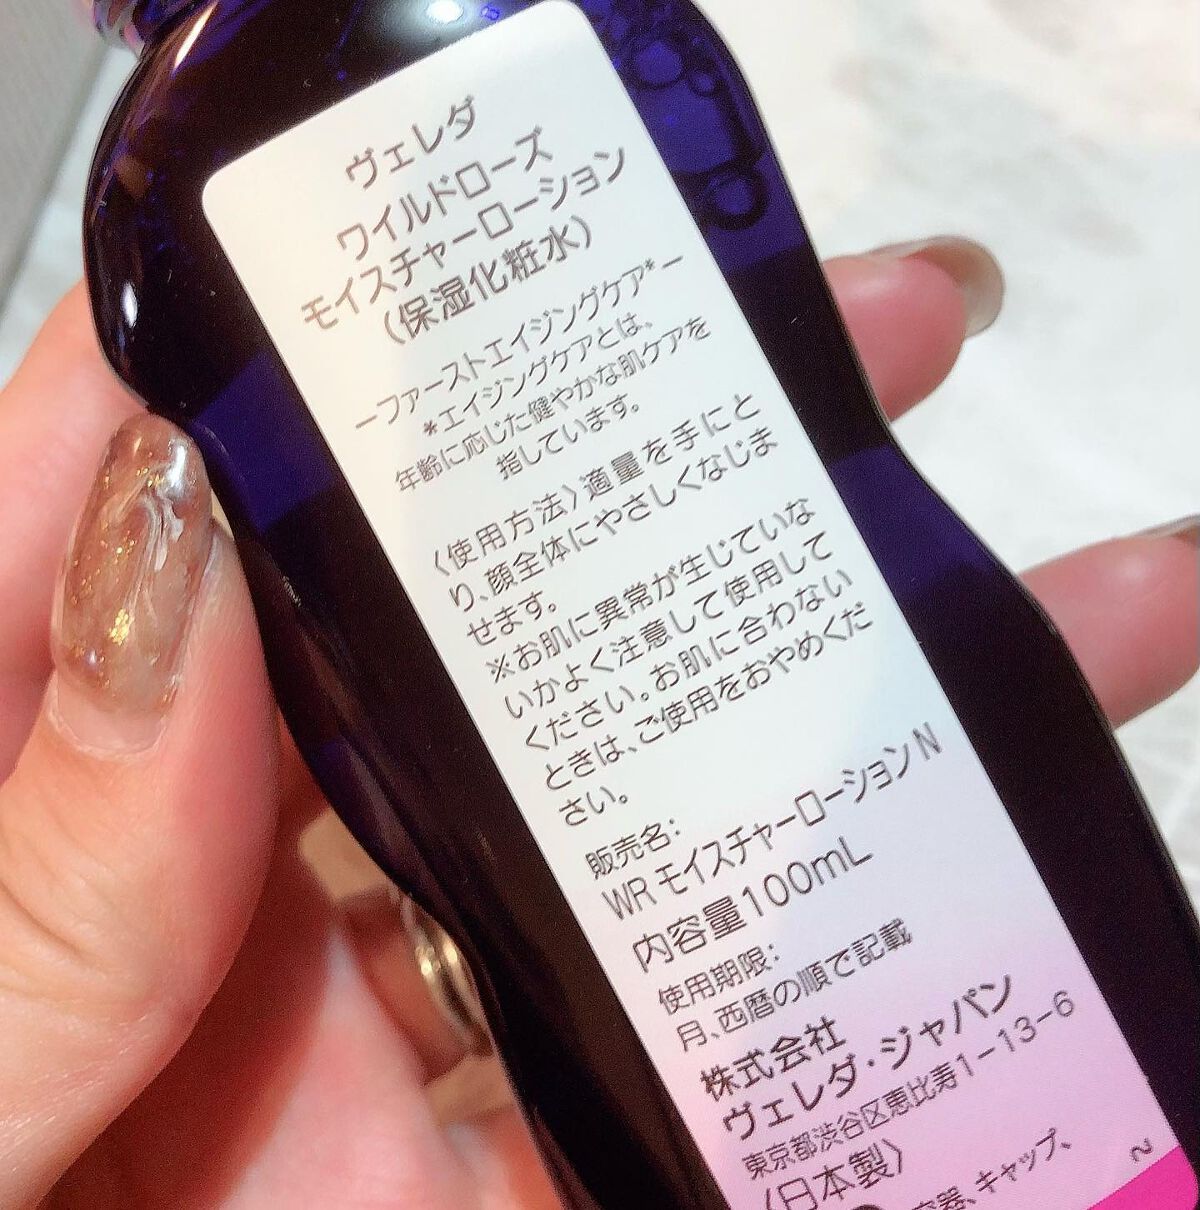 ヴェレダ
ワイルドローズ
モイスチャーローション
（保湿化粧水）
ーファーストエイジングケア*ー
*エイジングケアとは、
年齢に応じた健やかな肌ケアを
指しています。
〈使用方法〉適量を手にと
り、顔全体にやさしくなじま
せます。
※お肌に異常が生じていな
いかよく注意して使用して
ください。お肌に合わない
ときは、ご使用をおやめくだ
さい。
販売名：
WR モイスチャーローション N
内容量100mL
使用期限：
月、西暦の順で記載
株式会社
ヴェレダ・ジャパン
東京都渋谷区恵比寿1-13-6
〈日本製〉
容器、キャップ、
2